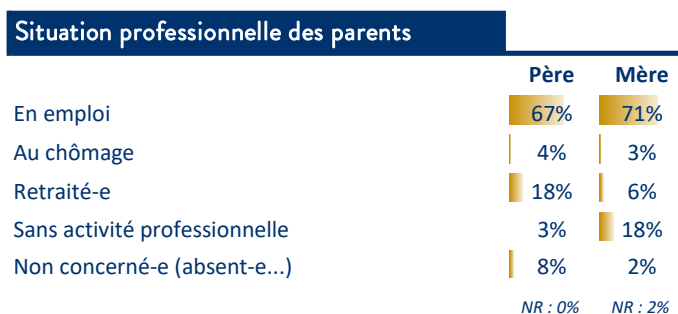 Situation professionnelle des parents
Père Mère
En emploi 67% 71%
Au chômage 4% 3%
Retraité-e 18% 6%
Sans activité professionnelle 3% 18%
Non concerné-e (absent-e...) 8% 2%
NR : 0% NR : 2%